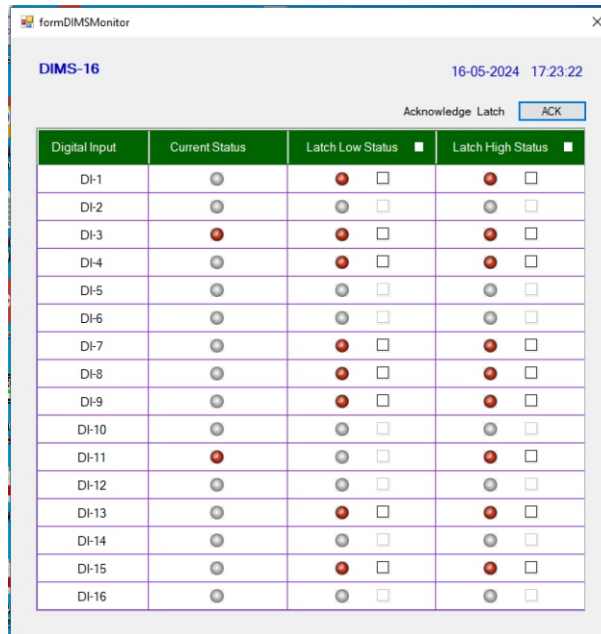 formDIMSMonitor
DIMS-16
16-05-2024 17:23:22
Acknowledge Latch ACK
Digital Input Current Status Latch Low Status Latch High Status
DI-1
DI-2
DI-3
DI-4
DI-5
DI-6
DI-7
DI-8
DI-9
DI-10
DI-11
DI-12
DI-13
DI-14
DI-15
DI-16